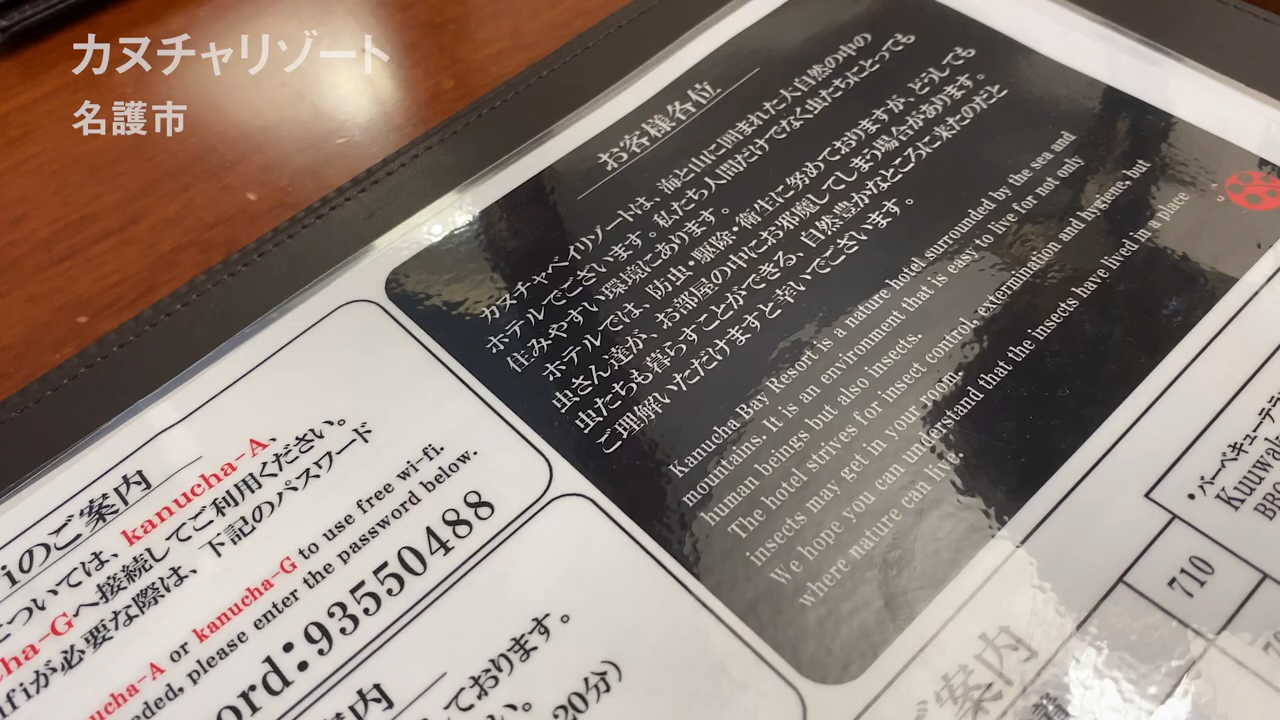 カヌチャリゾート
名護市
お客様各位
カヌチャベイリゾートは、海と山に囲まれた大自然の中の
ホテルでございます。私たち人間だけでなく虫たちにとっても
住みやすい環境にあります。
ホテルでは、防虫・駆除・衛生に努めておりますが、どうしても
虫さん達が、お部屋の中にお邪魔してしまう場合があります。
虫たちも暮らすことができる、自然豊かなところに来たのだと
ご理解いただけますと幸いでございます。
Kanucha Bay Resort is a nature hotel surrounded by the sea and
mountains. It is an environment that is easy to live for not only
human beings but also insects.
The hotel strives for insect control, extermination and hygiene, but
insects may get in your room.
We hope you can understand that the insects have lived in a place
where nature can live.
iのご案内
については、kanucha-A、
cha-Gへ接続してご利用ください。
ifiが必要な際は、下記のパスワード
ucha-A or kanucha-G to use free wi-fi.
eded, please enter the password below.
ord:93550488
案内
ております。
い。
20分)
ご案内
・バーベキューテラ
Kuuwak
BBQ
710